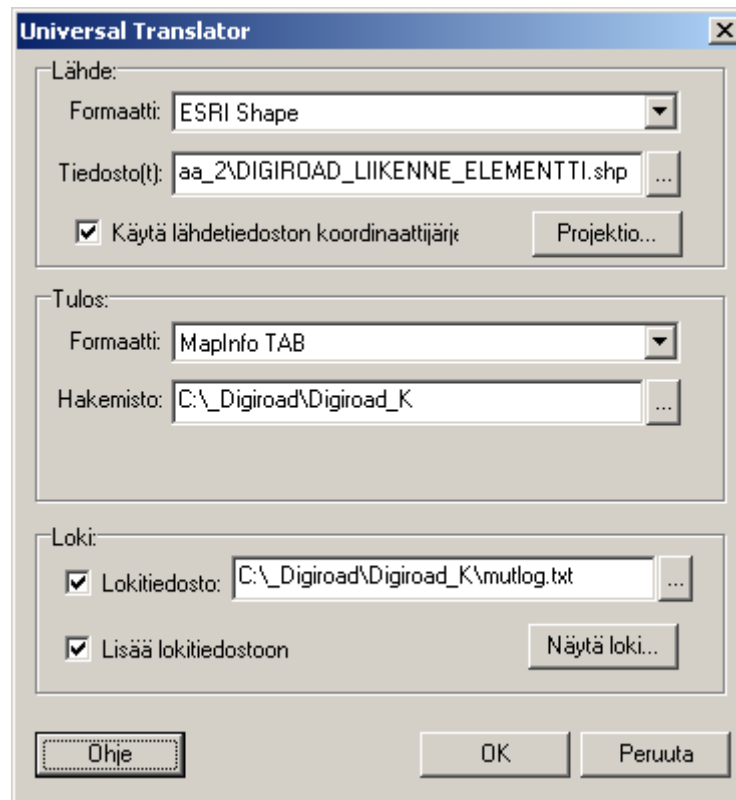 Universal Translator
Lähde:
Formaatti: ESRI Shape
Tiedosto(t): aa_2\DIGIROAD_LIIKENNE_ELEMENTTI.shp ...
Käytä lähdetiedoston koordinaattijärje Projektio...
Tulos:
Formaatti: MapInfo TAB
Hakemisto: C:\_Digiroad\Digiroad_K ...
Loki:
Lokitiedosto: C:\_Digiroad\Digiroad_K\mutlog.txt ...
Lisää lokitiedostoon Näytä loki...
Ohje OK Peruuta